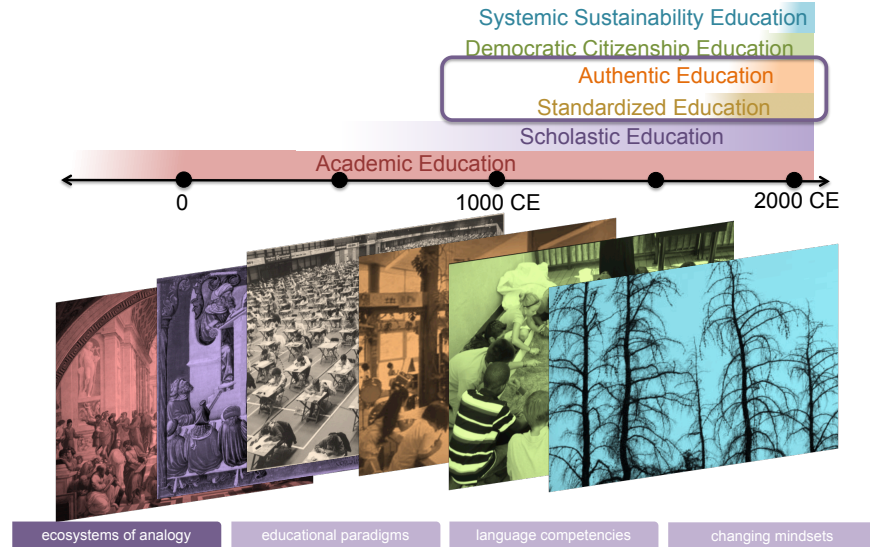 Systemic Sustainability Education
Democratic Citizenship Education
Authentic Education
Standardized Education
Scholastic Education
Academic Education
0
1000 CE
2000 CE
ecosystems of analogy
educational paradigms
language competencies
changing mindsets